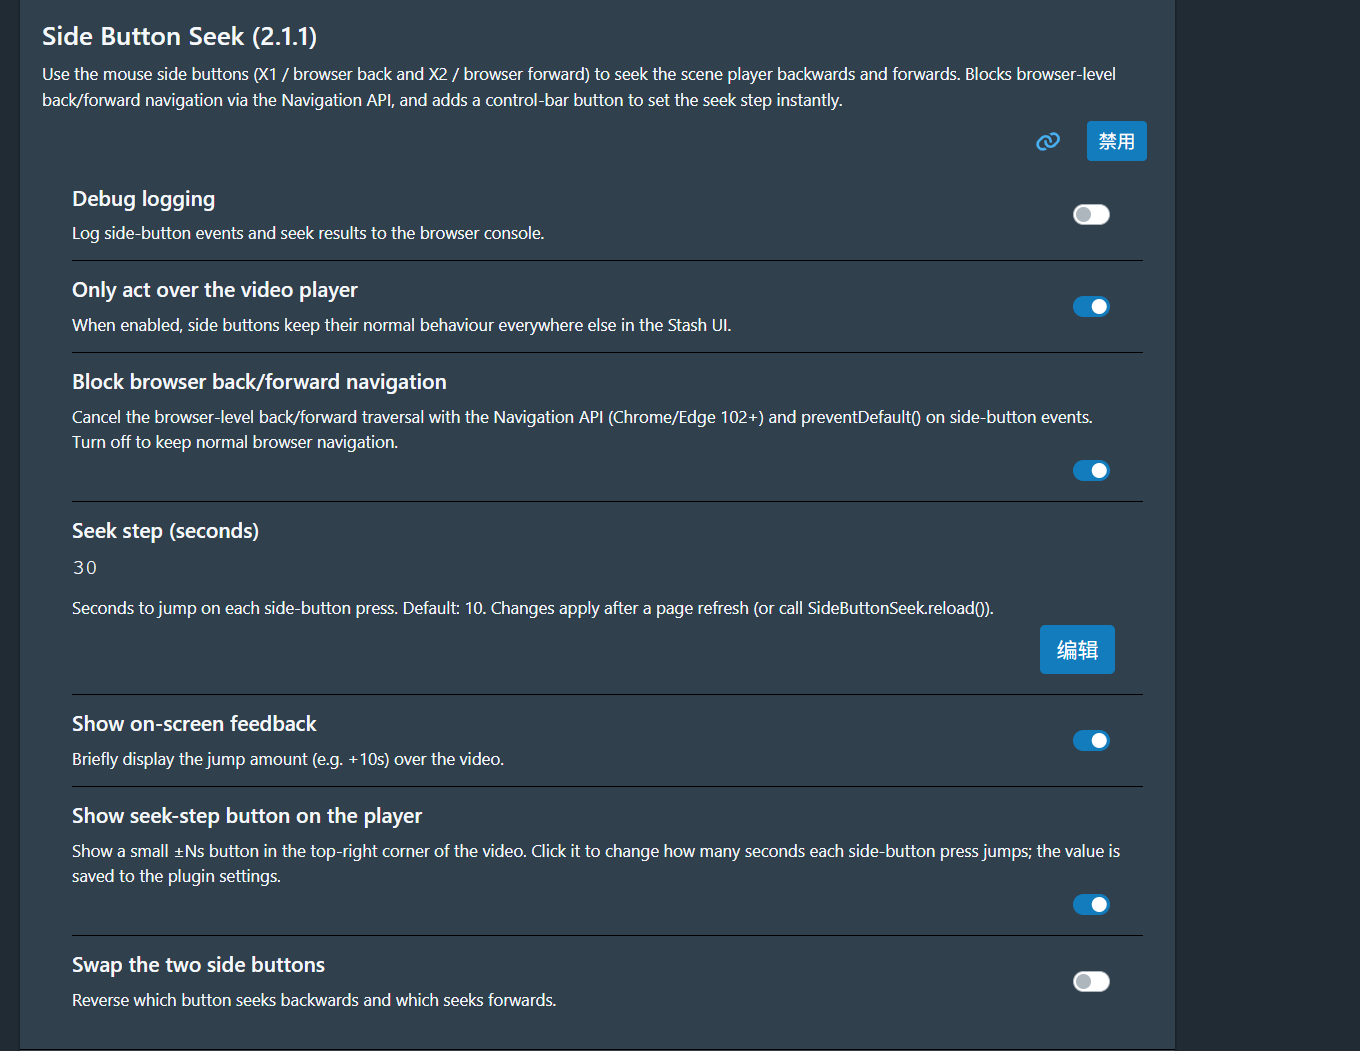 Side Button Seek (2.1.1)
Use the mouse side buttons (X1 / browser back and X2 / browser forward) to seek the scene player backwards and forwards. Blocks browser-level
back/forward navigation via the Navigation API, and adds a control-bar button to set the seek step instantly.
禁用
Debug logging
Log side-button events and seek results to the browser console.
Only act over the video player
When enabled, side buttons keep their normal behaviour everywhere else in the Stash UI.
Block browser back/forward navigation
Cancel the browser-level back/forward traversal with the Navigation API (Chrome/Edge 102+) and preventDefault() on side-button events.
Turn off to keep normal browser navigation.
Seek step (seconds)
30
Seconds to jump on each side-button press. Default: 10. Changes apply after a page refresh (or call SideButtonSeek.reload()).
编辑
Show on-screen feedback
Briefly display the jump amount (e.g. +10s) over the video.
Show seek-step button on the player
Show a small ±Ns button in the top-right corner of the video. Click it to change how many seconds each side-button press jumps; the value is
saved to the plugin settings.
Swap the two side buttons
Reverse which button seeks backwards and which seeks forwards.